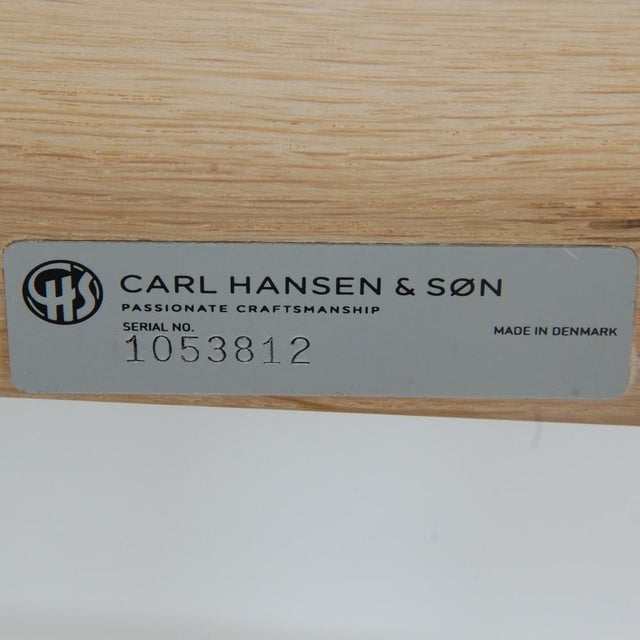 CHS
CARL HANSEN & SØN
PASSIONATE CRAFTSMANSHIP
SERIAL NO.
1053812
MADE IN DENMARK